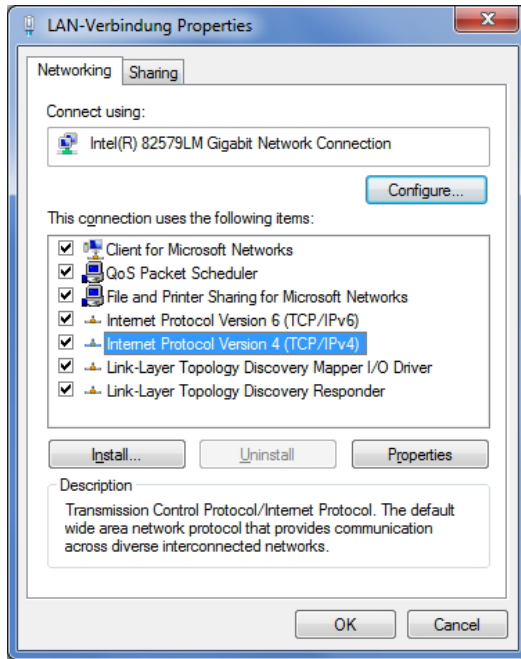 LAN-Verbindung Properties
Networking
Sharing
Connect using:
Intel(R) 82579LM Gigabit Network Connection
Configure...
This connection uses the following items:
Client for Microsoft Networks
QoS Packet Scheduler
File and Printer Sharing for Microsoft Networks
Internet Protocol Version 6 (TCP/IPv6)
Internet Protocol Version 4 (TCP/IPv4)
Link-Layer Topology Discovery Mapper I/O Driver
Link-Layer Topology Discovery Responder
Install...
Uninstall
Properties
Description
Transmission Control Protocol/Internet Protocol. The default
wide area network protocol that provides communication
across diverse interconnected networks.
OK
Cancel